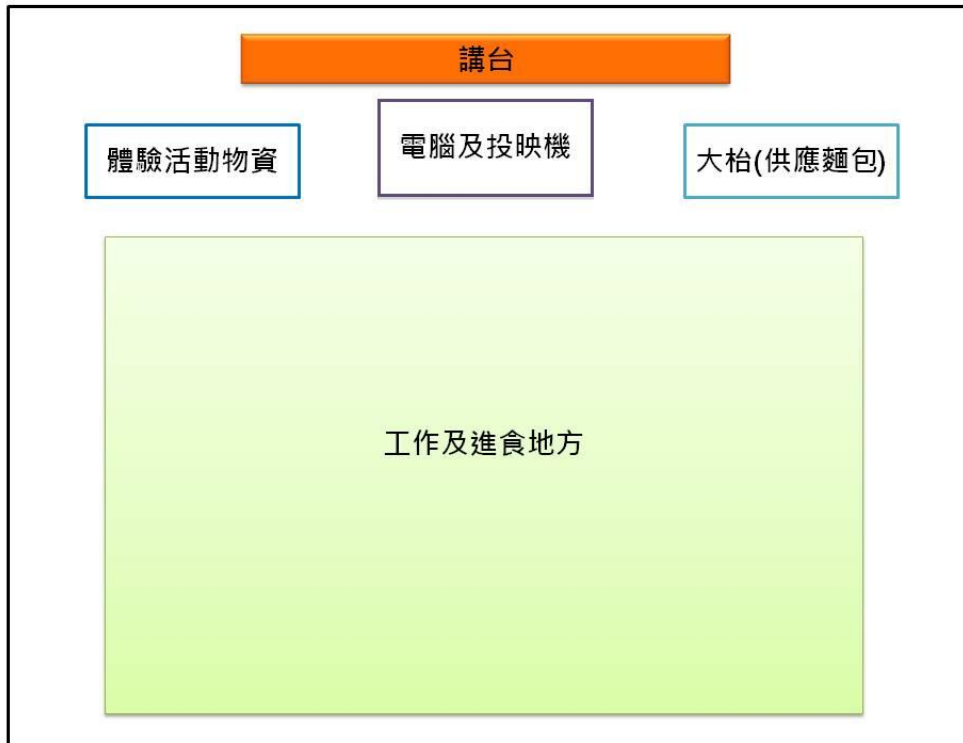 講台
體驗活動物資
電腦及投映機
大枱(供應麵包)
工作及進食地方